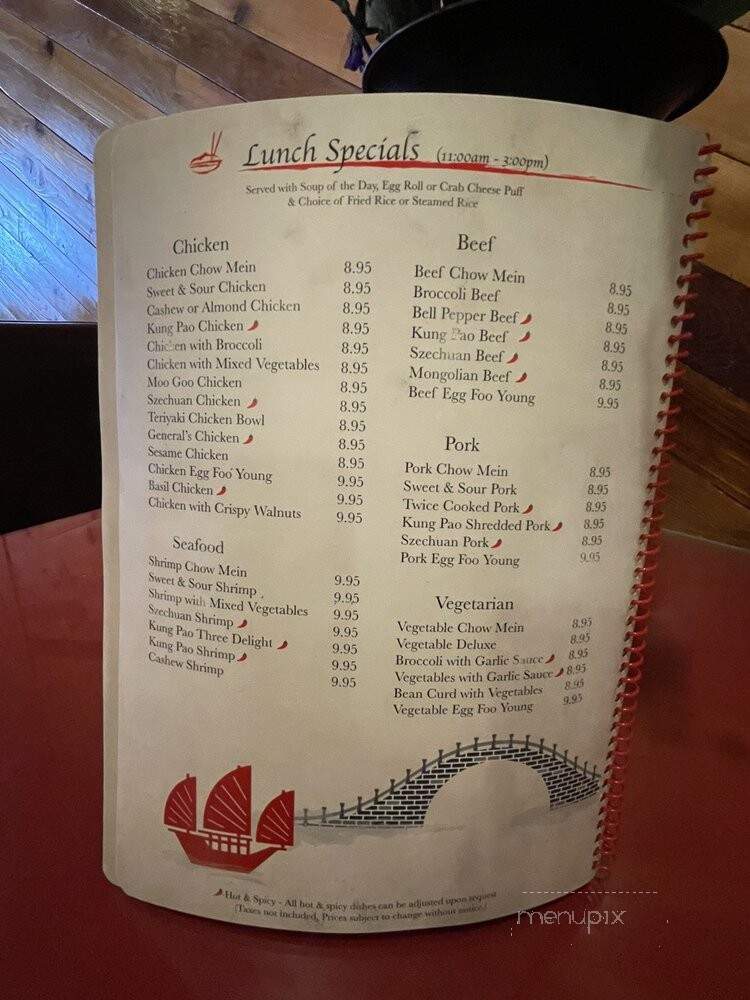 Lunch Specials (11:00am - 3:00pm)
Served with Soup of the Day, Egg Roll or Crab Cheese Puff
& Choice of Fried Rice or Steamed Rice
Chicken
Chicken Chow Mein 8.95
Sweet & Sour Chicken 8.95
Cashew or Almond Chicken 8.95
Kung Pao Chicken 8.95
Chicken with Broccoli 8.95
Chicken with Mixed Vegetables 8.95
Moo Goo Chicken 8.95
Szechuan Chicken 8.95
Teriyaki Chicken Bowl 8.95
General's Chicken 8.95
Sesame Chicken 8.95
Chicken Egg Foo Young 9.95
Basil Chicken 9.95
Chicken with Crispy Walnuts 9.95
Seafood
Shrimp Chow Mein 9.95
Sweet & Sour Shrimp 9.95
Shrimp with Mixed Vegetables 9.95
Szechuan Shrimp 9.95
Kung Pao Three Delight 9.95
Kung Pao Shrimp 9.95
Cashew Shrimp 9.95
Beef
Beef Chow Mein 8.95
Broccoli Beef 8.95
Bell Pepper Beef 8.95
Kung Pao Beef 8.95
Szechuan Beef 8.95
Mongolian Beef 8.95
Beef Egg Foo Young 9.95
Pork
Pork Chow Mein 8.95
Sweet & Sour Pork 8.95
Twice Cooked Pork 8.95
Kung Pao Shredded Pork 8.95
Szechuan Pork 8.95
Pork Egg Foo Young 9.95
Vegetarian
Vegetable Chow Mein 8.95
Vegetable Deluxe 8.95
Broccoli with Garlic Sauce 8.95
Vegetables with Garlic Sauce 8.95
Bean Curd with Vegetables 8.95
Vegetable Egg Foo Young 9.95
Hot & Spicy - All hot & spicy dishes can be adjusted upon request
(Taxes not included, Prices subject to change without notice.)
menupix